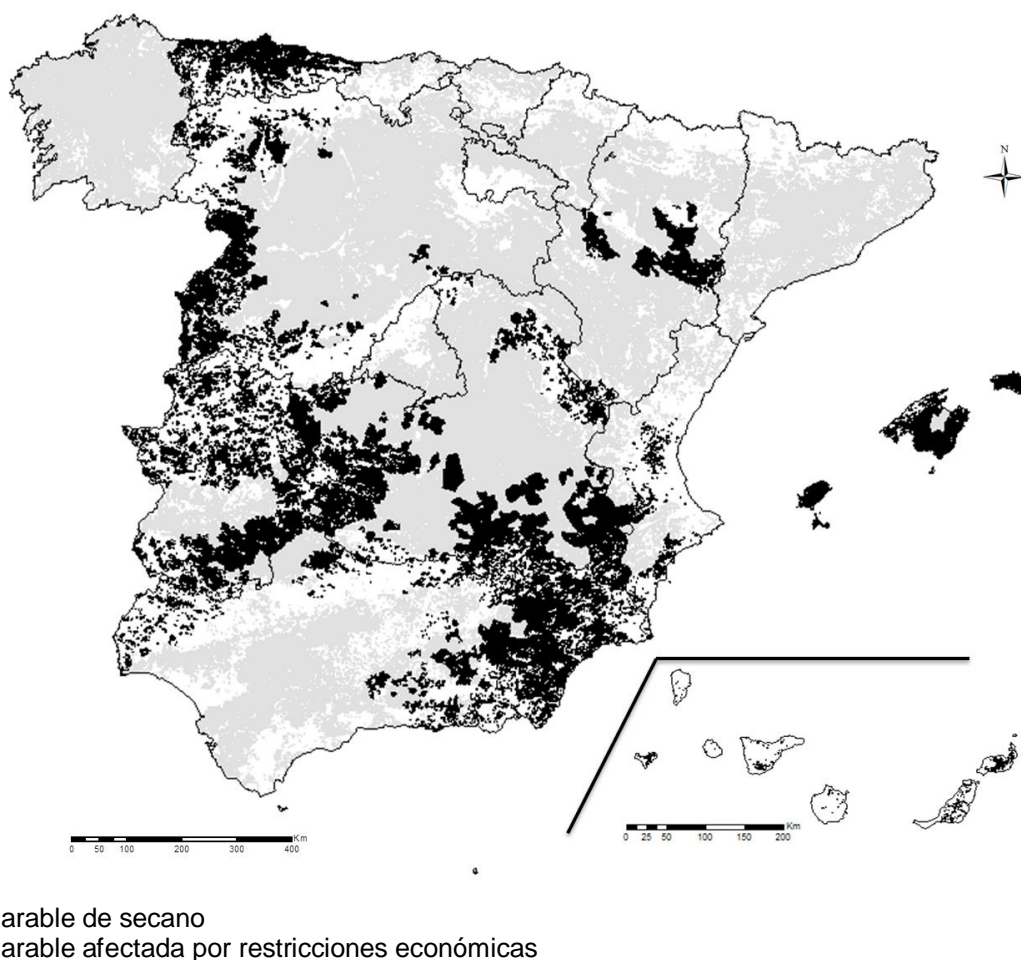 N
Km
0 50 100 200 300 400
Km
0 25 50 100 150 200
arable de secano
arable afectada por restricciones económicas